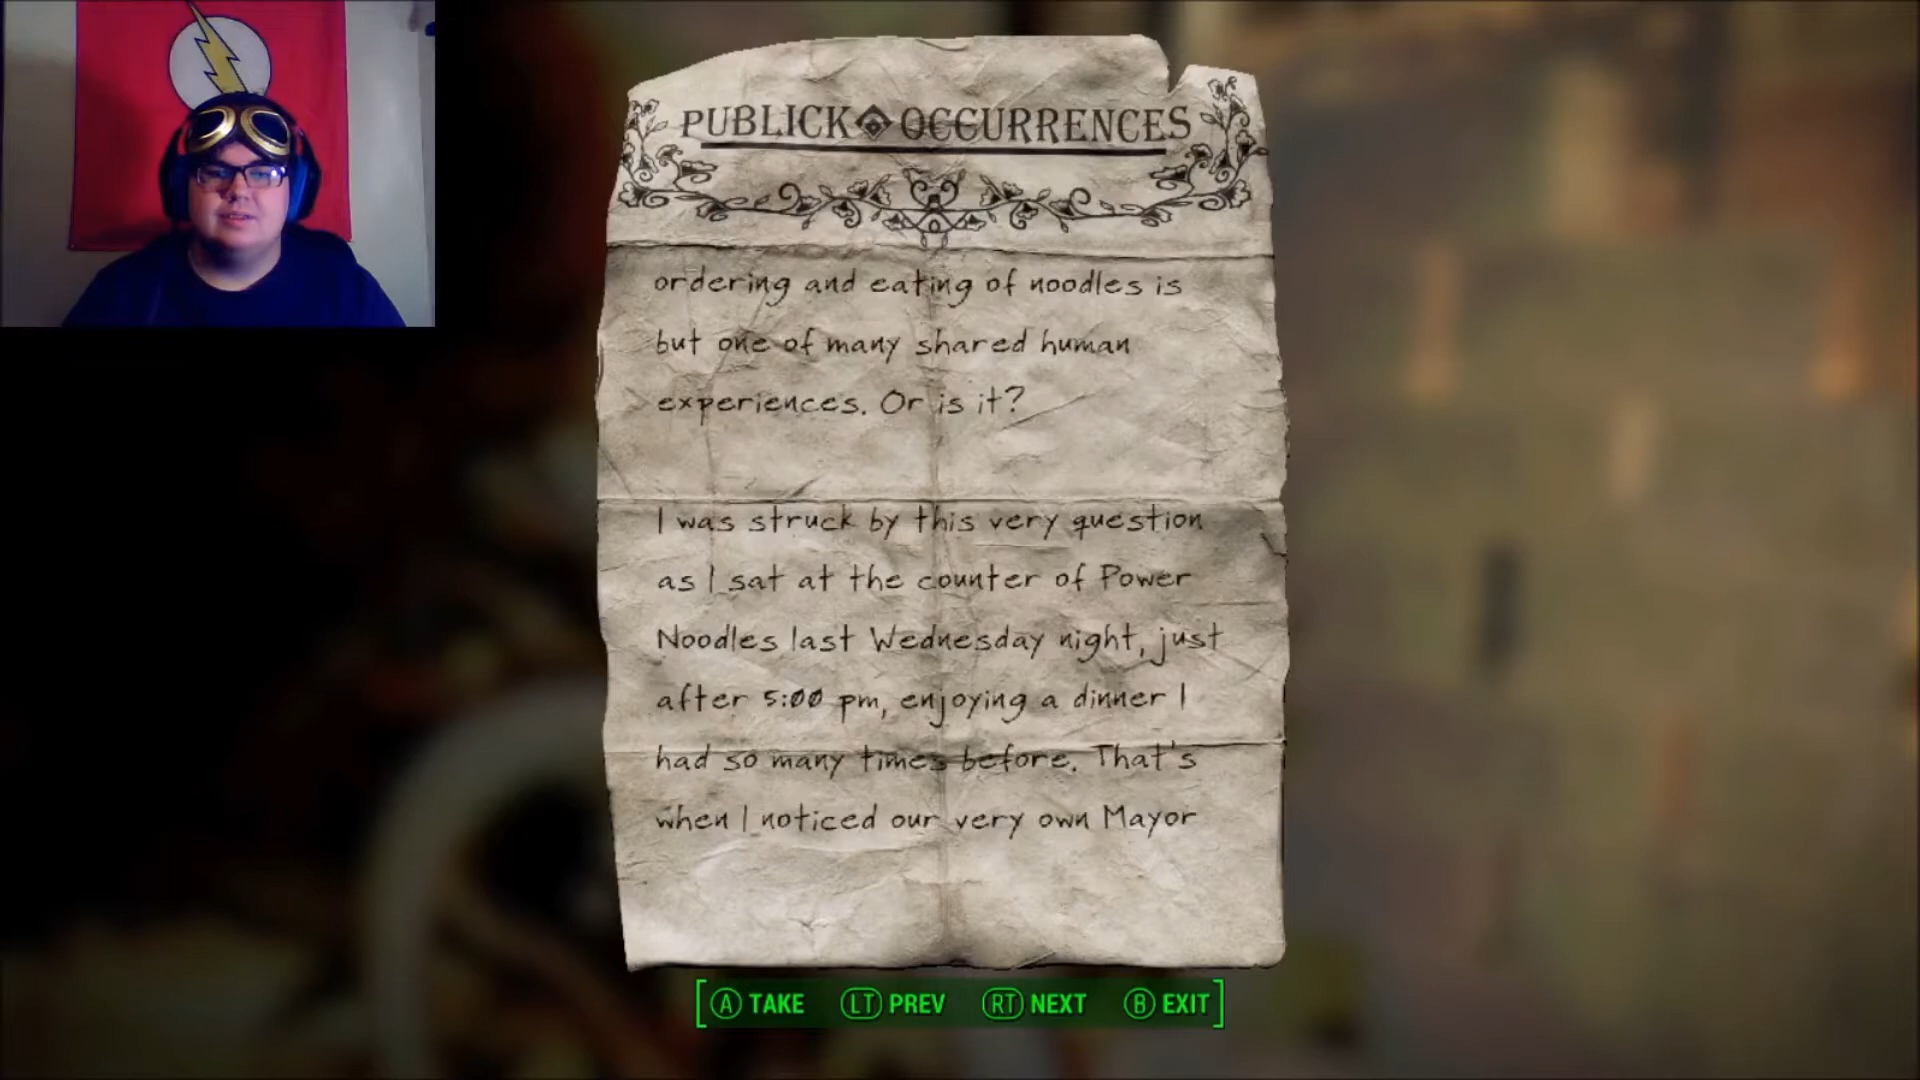 PUBLICK OCCURRENCES
ordering and eating of noodles is
but one of many shared human
experiences. Or is it?
I was struck by this very question
as I sat at the counter of Power
Noodles last Wednesday night, just
after 5:00 pm, enjoying a dinner I
had so many times before. That's
when I noticed our very own Mayor
A TAKE LT PREV RT NEXT B EXIT